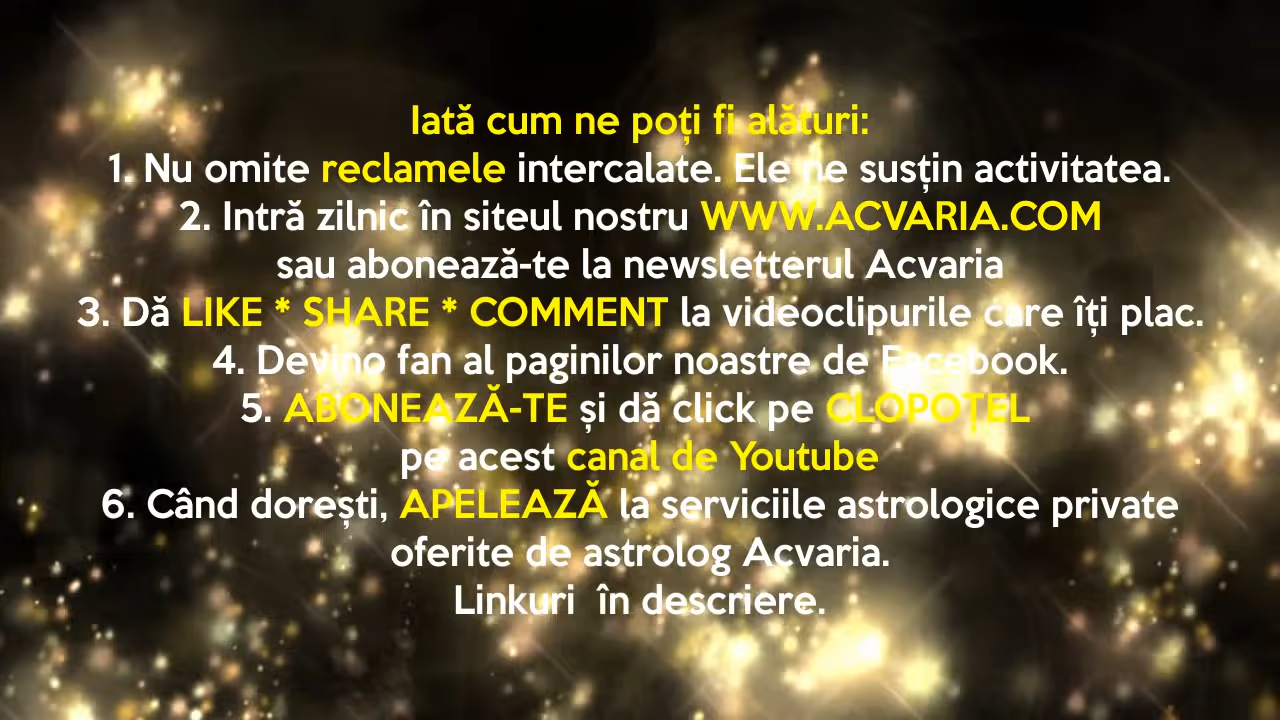 Iată cum ne poți fi alături:
1. Nu omite reclamele intercalate. Ele ne susțin activitatea.
2. Intră zilnic în siteul nostru WWW.ACVARIA.COM
sau abonează-te la newsletterul Acvaria
3. Dă LIKE * SHARE * COMMENT la videoclipurile care îți plac.
4. Devino fan al paginilor noastre de Facebook.
5. ABONEAZĂ-TE și dă click pe CLOPOȚEL
pe acest canal de Youtube
6. Când dorești, APELEAZĂ la serviciile astrologice private
oferite de astrolog Acvaria.
Linkuri  în descriere.